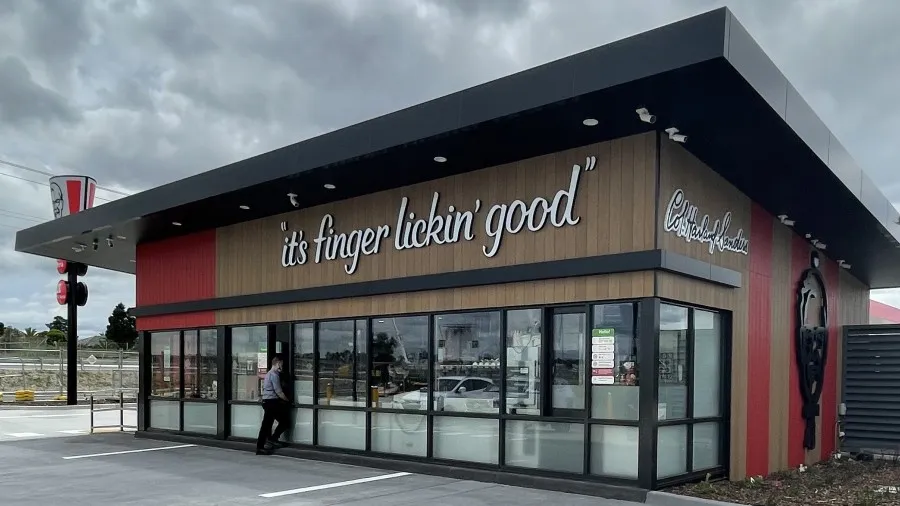 "it's finger lickin' good"
Col. Harland Sanders